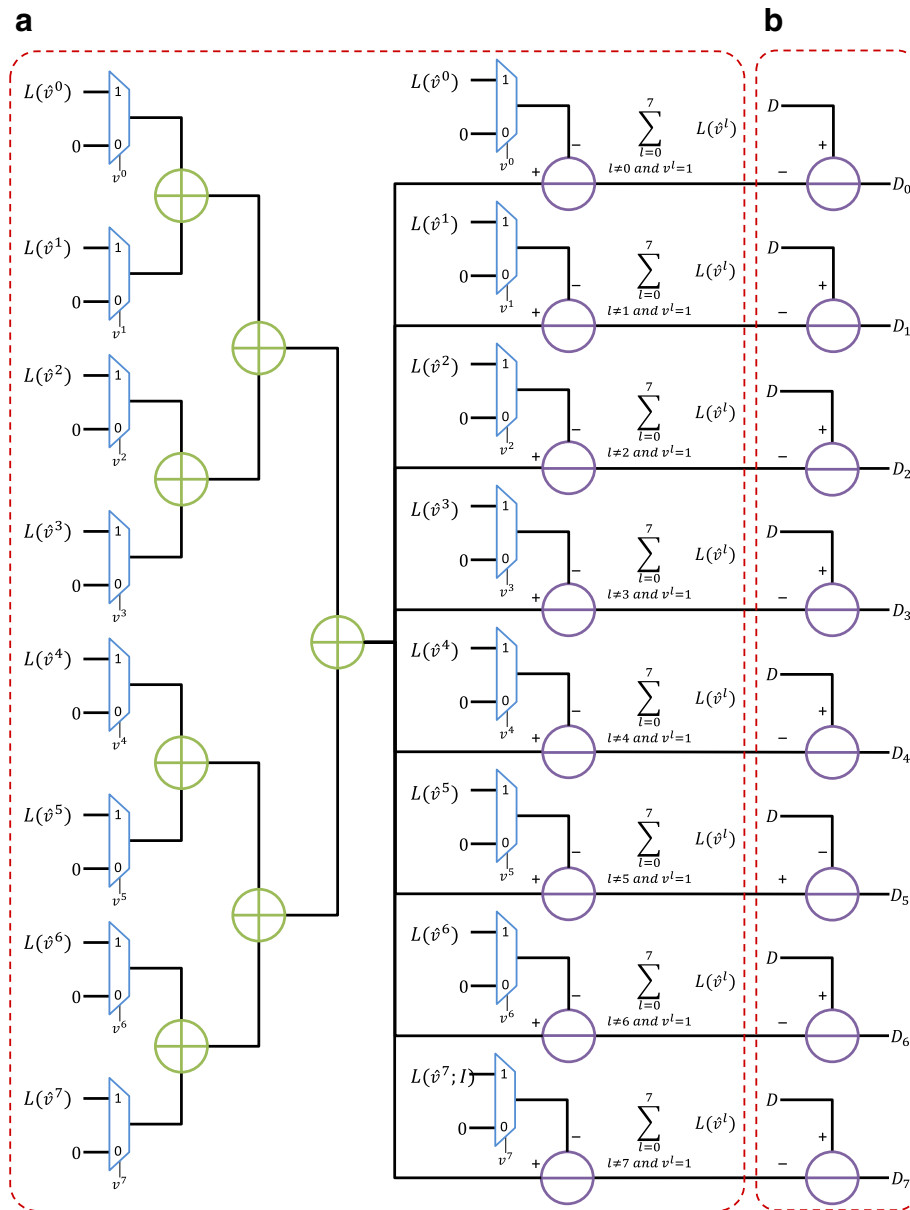 a
L(v̂⁰)
1
0
0
v⁰
L(v̂¹)
1
0
0
v¹
L(v̂²)
1
0
0
v²
L(v̂³)
1
0
0
v³
L(v̂⁴)
1
0
0
v⁴
L(v̂⁵)
1
0
0
v⁵
L(v̂⁶)
1
0
0
v⁶
L(v̂⁷)
1
0
0
v⁷
L(v̂⁰)
1
0
0
v⁰
−
+
7
∑ L(v̂ˡ)
l=0
l≠0 and vˡ=1
L(v̂¹)
1
0
0
v¹
−
+
7
∑ L(v̂ˡ)
l=0
l≠1 and vˡ=1
L(v̂²)
1
0
0
v²
−
+
7
∑ L(v̂ˡ)
l=0
l≠2 and vˡ=1
L(v̂³)
1
0
0
v³
−
+
7
∑ L(v̂ˡ)
l=0
l≠3 and vˡ=1
L(v̂⁴)
1
0
0
v⁴
−
+
7
∑ L(v̂ˡ)
l=0
l≠4 and vˡ=1
L(v̂⁵)
1
0
0
v⁵
−
+
7
∑ L(v̂ˡ)
l=0
l≠5 and vˡ=1
L(v̂⁶)
1
0
0
v⁶
−
+
7
∑ L(v̂ˡ)
l=0
l≠6 and vˡ=1
L(v̂⁷; I)
1
0
0
v⁷
−
+
7
∑ L(v̂ˡ)
l=0
l≠7 and vˡ=1
b
D
+
−
D₀
D
+
−
D₁
D
+
−
D₂
D
+
−
D₃
D
+
−
D₄
D
−
+
D₅
D
+
−
D₆
D
+
−
D₇